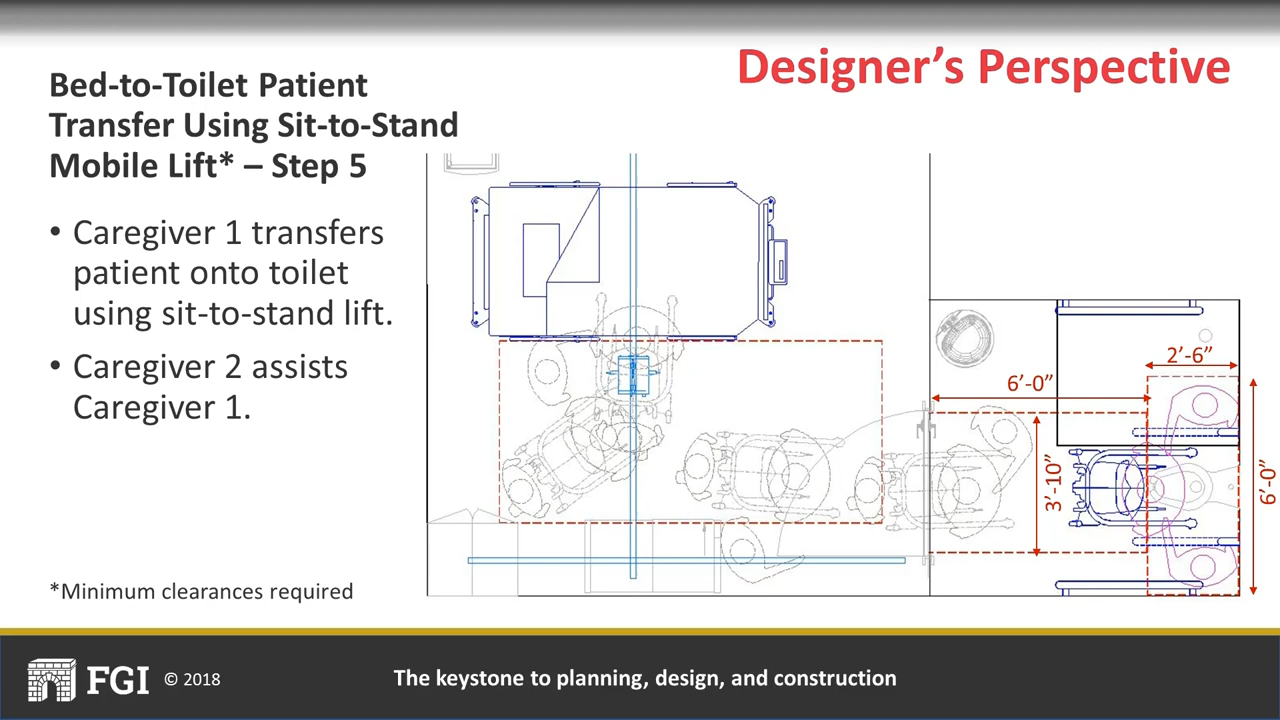 Designer’s Perspective
Bed-to-Toilet Patient
Transfer Using Sit-to-Stand
Mobile Lift* – Step 5
• Caregiver 1 transfers
patient onto toilet
using sit-to-stand lift.
• Caregiver 2 assists
Caregiver 1.
2’-6”
6’-0”
3’-10”
6’-0”
*Minimum clearances required
FGI © 2018
The keystone to planning, design, and construction